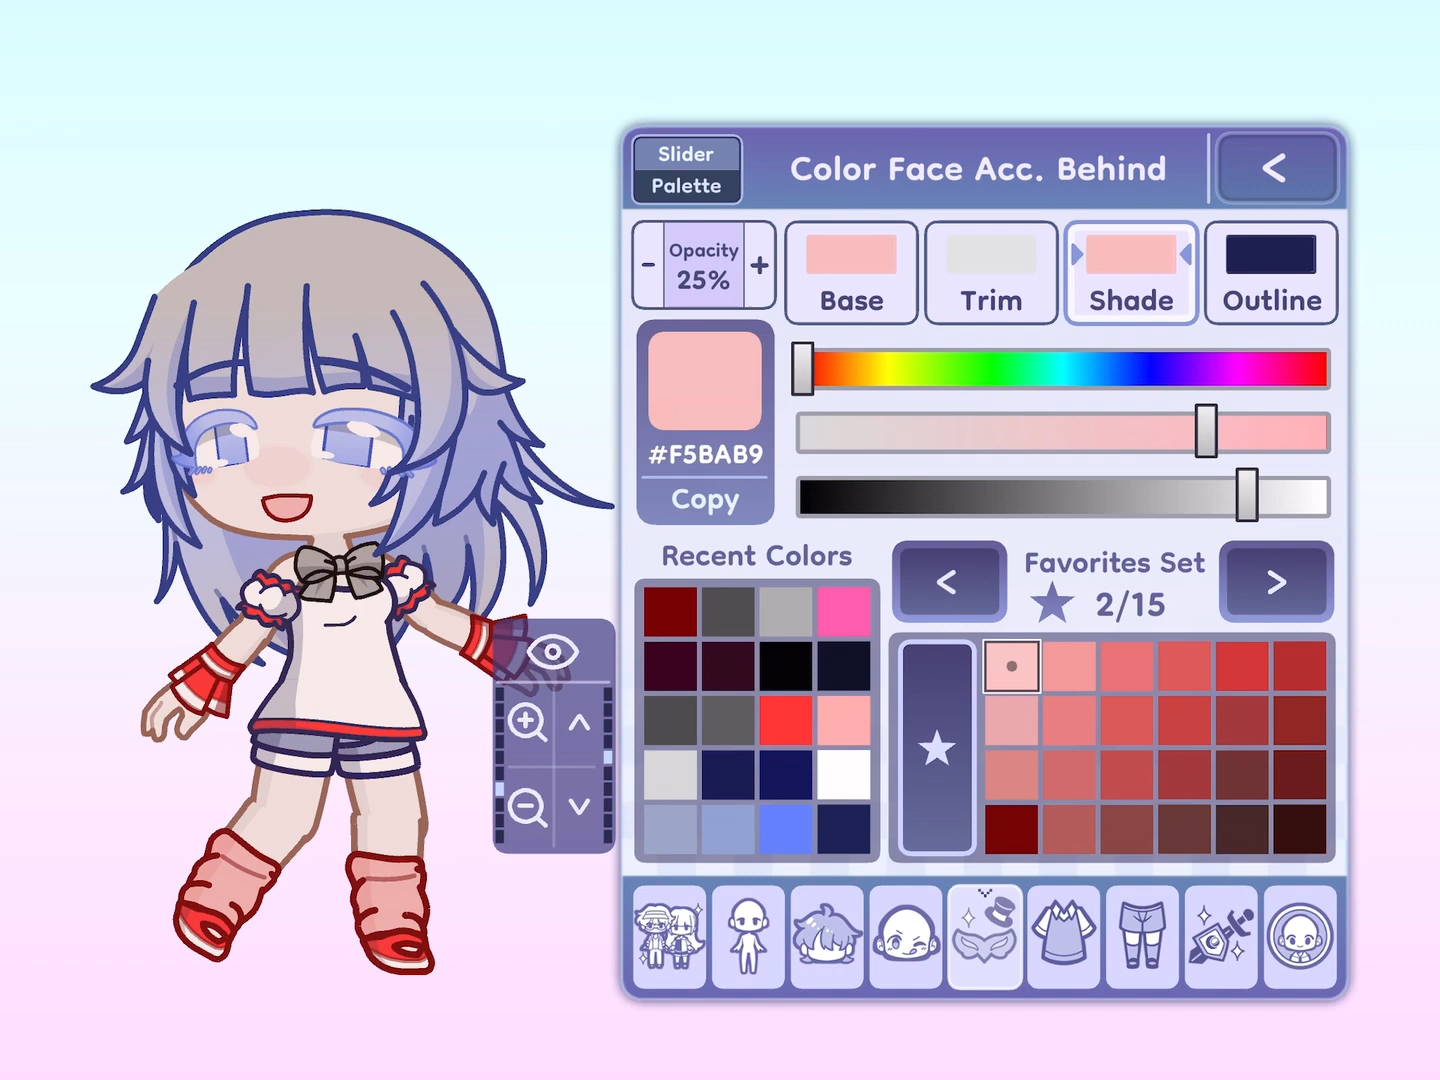 Slider
Palette
Color Face Acc. Behind
<
-
Opacity
25%
+
Base
Trim
Shade
Outline
#F5BAB9
Copy
Recent Colors
<
Favorites Set
2/15
>